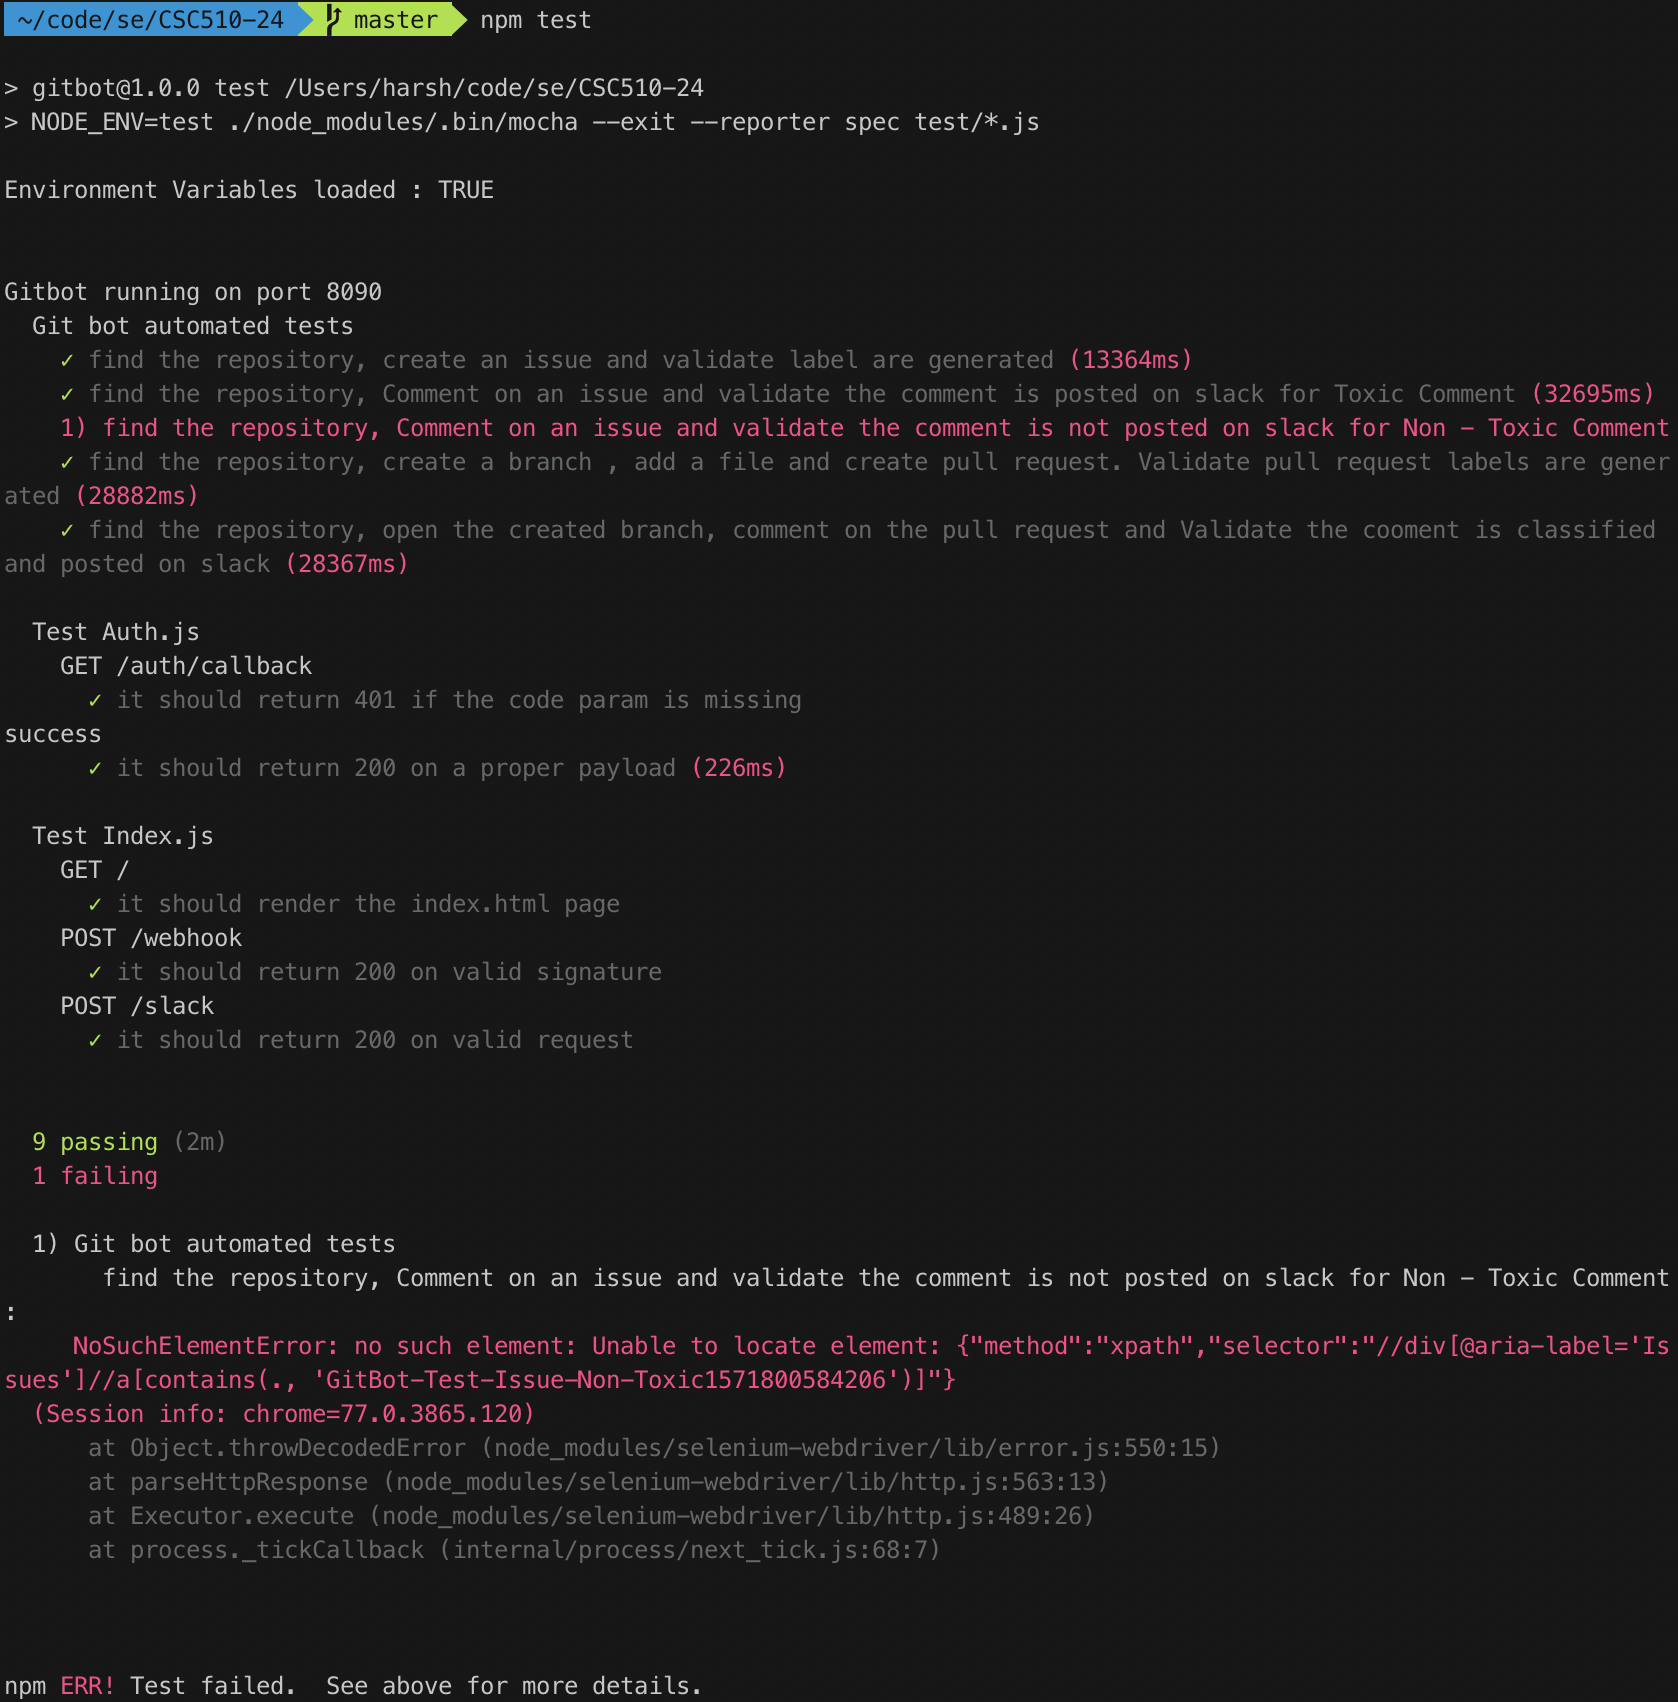 ~/code/se/CSC510-24 master npm test
> gitbot@1.0.0 test /Users/harsh/code/se/CSC510-24
> NODE_ENV=test ./node_modules/.bin/mocha --exit --reporter spec test/*.js
Environment Variables loaded : TRUE
Gitbot running on port 8090
Git bot automated tests
✓ find the repository, create an issue and validate label are generated (13364ms)
✓ find the repository, Comment on an issue and validate the comment is posted on slack for Toxic Comment (32695ms)
1) find the repository, Comment on an issue and validate the comment is not posted on slack for Non - Toxic Comment
✓ find the repository, create a branch , add a file and create pull request. Validate pull request labels are gener
ated (28882ms)
✓ find the repository, open the created branch, comment on the pull request and Validate the cooment is classified
and posted on slack (28367ms)
Test Auth.js
GET /auth/callback
✓ it should return 401 if the code param is missing
success
✓ it should return 200 on a proper payload (226ms)
Test Index.js
GET /
✓ it should render the index.html page
POST /webhook
✓ it should return 200 on valid signature
POST /slack
✓ it should return 200 on valid request
9 passing (2m)
1 failing
1) Git bot automated tests
find the repository, Comment on an issue and validate the comment is not posted on slack for Non - Toxic Comment
:
NoSuchElementError: no such element: Unable to locate element: {"method":"xpath","selector":"//div[@aria-label='Is
sues']//a[contains(., 'GitBot-Test-Issue-Non-Toxic1571800584206')]"}
(Session info: chrome=77.0.3865.120)
at Object.throwDecodedError (node_modules/selenium-webdriver/lib/error.js:550:15)
at parseHttpResponse (node_modules/selenium-webdriver/lib/http.js:563:13)
at Executor.execute (node_modules/selenium-webdriver/lib/http.js:489:26)
at process._tickCallback (internal/process/next_tick.js:68:7)
npm ERR! Test failed.  See above for more details.